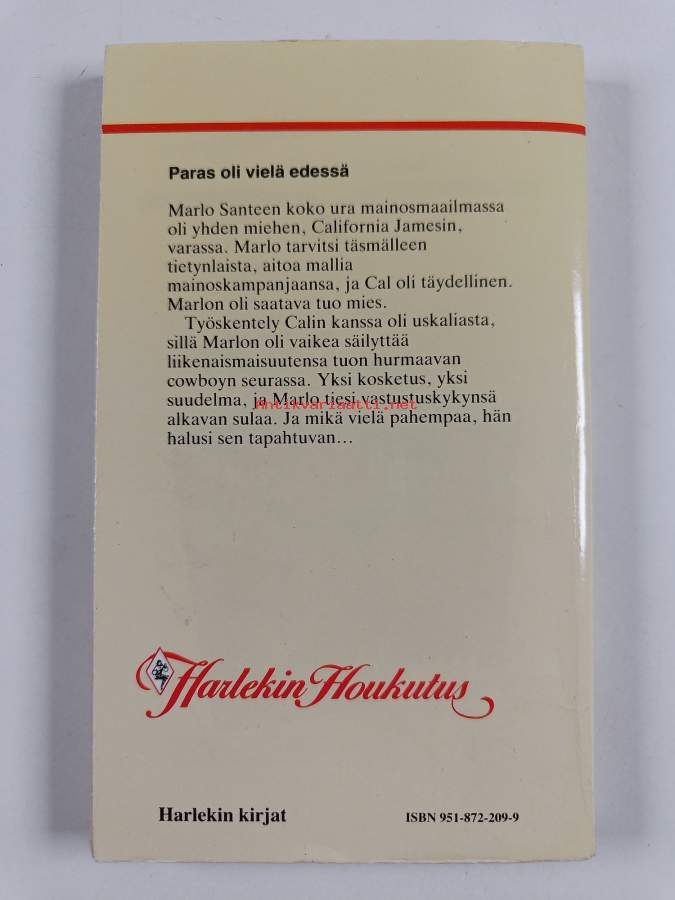 Paras oli vielä edessä
Marlo Santeen koko ura mainosmaailmassa
oli yhden miehen, California Jamesin,
varassa. Marlo tarvitsi täsmälleen
tietynlaista, aitoa mallia
mainoskampanjaansa, ja Cal oli täydellinen.
Marlon oli saatava tuo mies.
Työskentely Calin kanssa oli uskaliasta,
sillä Marlon oli vaikea säilyttää
liikenaismaisuutensa tuon hurmaavan
cowboyn seurassa. Yksi kosketus, yksi
suudelma, ja Marlo tiesi vastustuskykynsä
Antikvariaatti.net
alkavan sulaa. Ja mikä vielä pahempaa, hän
halusi sen tapahtuvan...
Harlekin Houkutus
Harlekin kirjat
ISBN 951-872-209-9